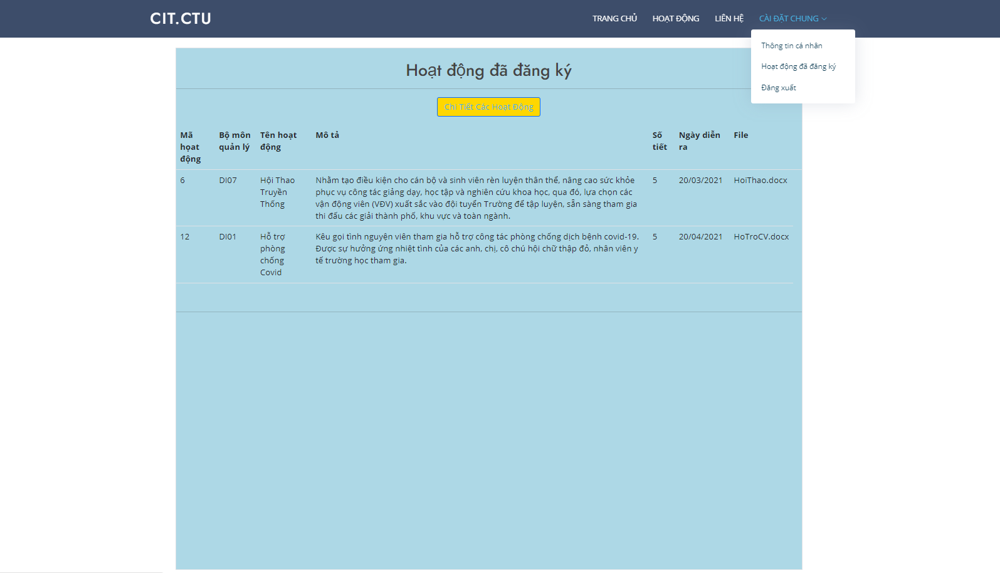 CIT.CTU
TRANG CHỦ
HOẠT ĐỘNG
LIÊN HỆ
CÀI ĐẶT CHUNG
Thông tin cá nhân
Hoạt động đã đăng ký
Đăng xuất
Hoạt động đã đăng ký
Chi Tiết Các Hoạt Động
Mã
họat
động
Bộ môn
quản lý
Tên hoạt
động
Mô tả
Số
tiết
Ngày diễn
ra
File
6
DI07
Hội Thao
Truyền
Thống
Nhằm tạo điều kiện cho cán bộ và sinh viên rèn luyện thân thể, nâng cao sức khỏe
phục vụ công tác giảng dạy, học tập và nghiên cứu khoa học, qua đó, lựa chọn các
vận động viên (VĐV) xuất sắc vào đội tuyển Trường để tập luyện, sẵn sàng tham gia
thi đấu các giải thành phố, khu vực và toàn ngành.
5
20/03/2021
HoiThao.docx
12
DI01
Hỗ trợ
phòng
chống
Covid
Kêu gọi tình nguyện viên tham gia hỗ trợ công tác phòng chống dịch bệnh covid-19.
Được sự hưởng ứng nhiệt tình của các anh, chị, cô chú hội chữ thập đỏ, nhân viên y
tế trường học tham gia.
5
20/04/2021
HoTroCV.docx